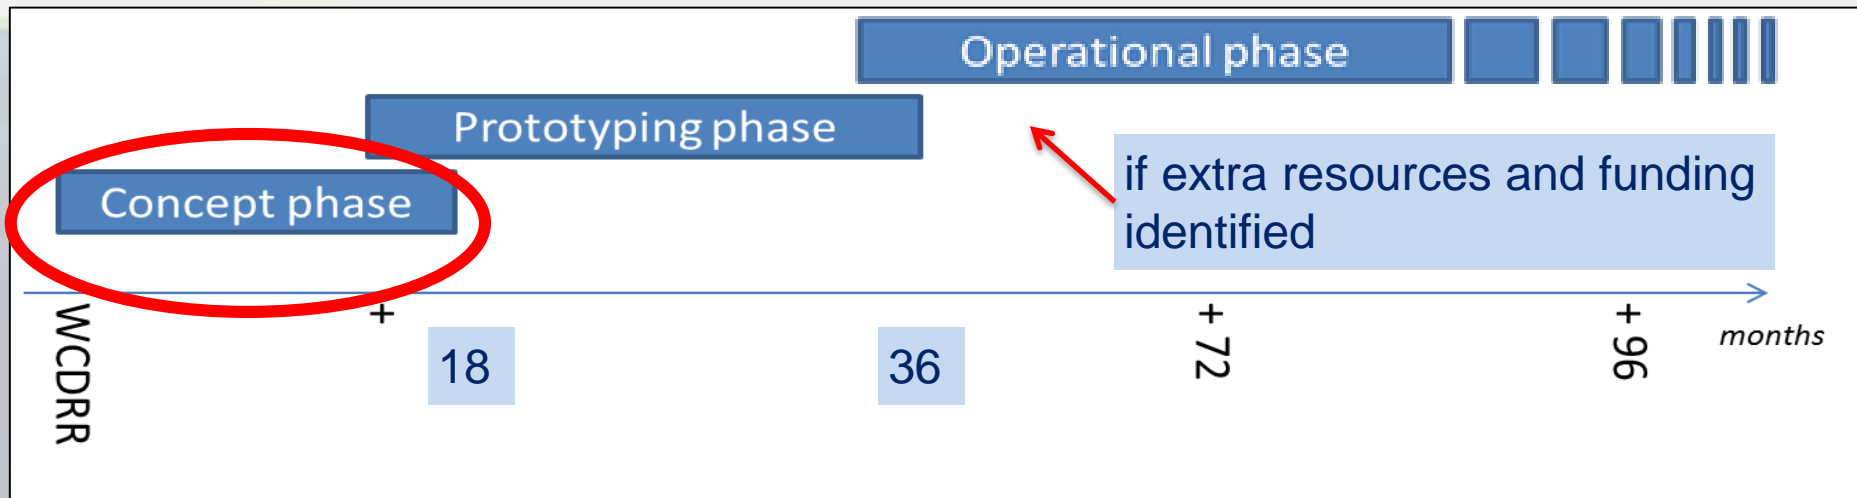 Operational phase
Prototyping phase
Concept phase
if extra resources and funding
identified
WCDRR
+
18
36
+ 72
+ 96
months